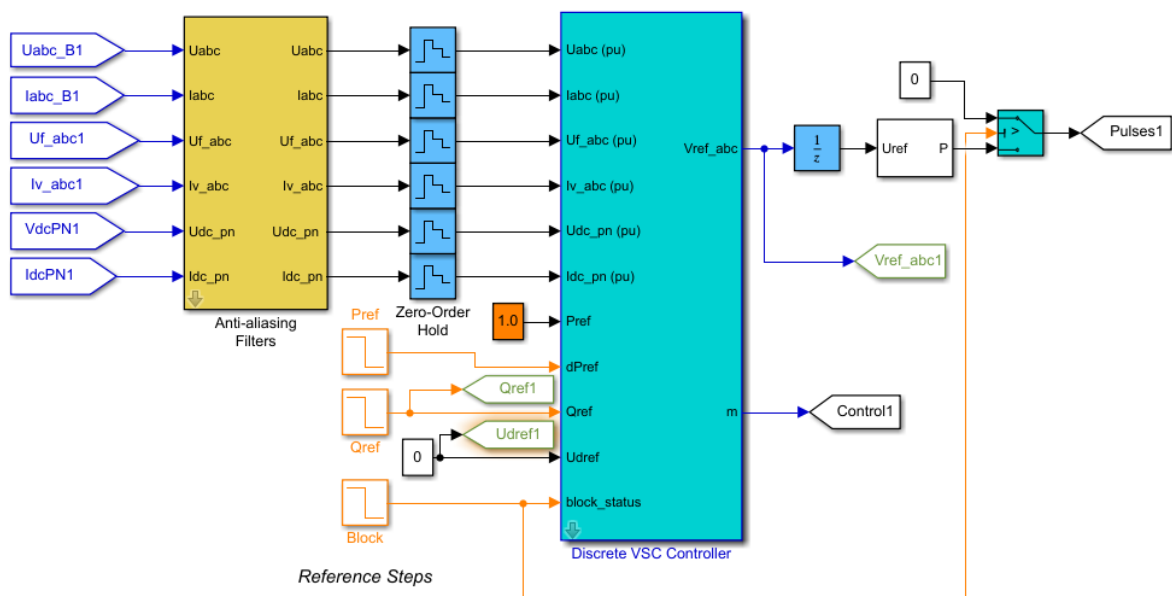 Uabc_B1
Iabc_B1
Uf_abc1
Iv_abc1
VdcPN1
IdcPN1
Uabc
Uabc
Iabc
Iabc
Uf_abc
Uf_abc
Iv_abc
Iv_abc
Udc_pn
Udc_pn
Idc_pn
Idc_pn
Anti-aliasing
Filters
Zero-Order
Hold
Uabc (pu)
Iabc (pu)
Uf_abc (pu)
Iv_abc (pu)
Udc_pn (pu)
Idc_pn (pu)
Pref
dPref
Qref
Udref
block_status
Vref_abc
m
Discrete VSC Controller
1.0
Pref
Qref
Qref1
Udref1
0
Block
Reference Steps
1
z
Uref
P
0
>
Pulses1
Vref_abc1
Control1